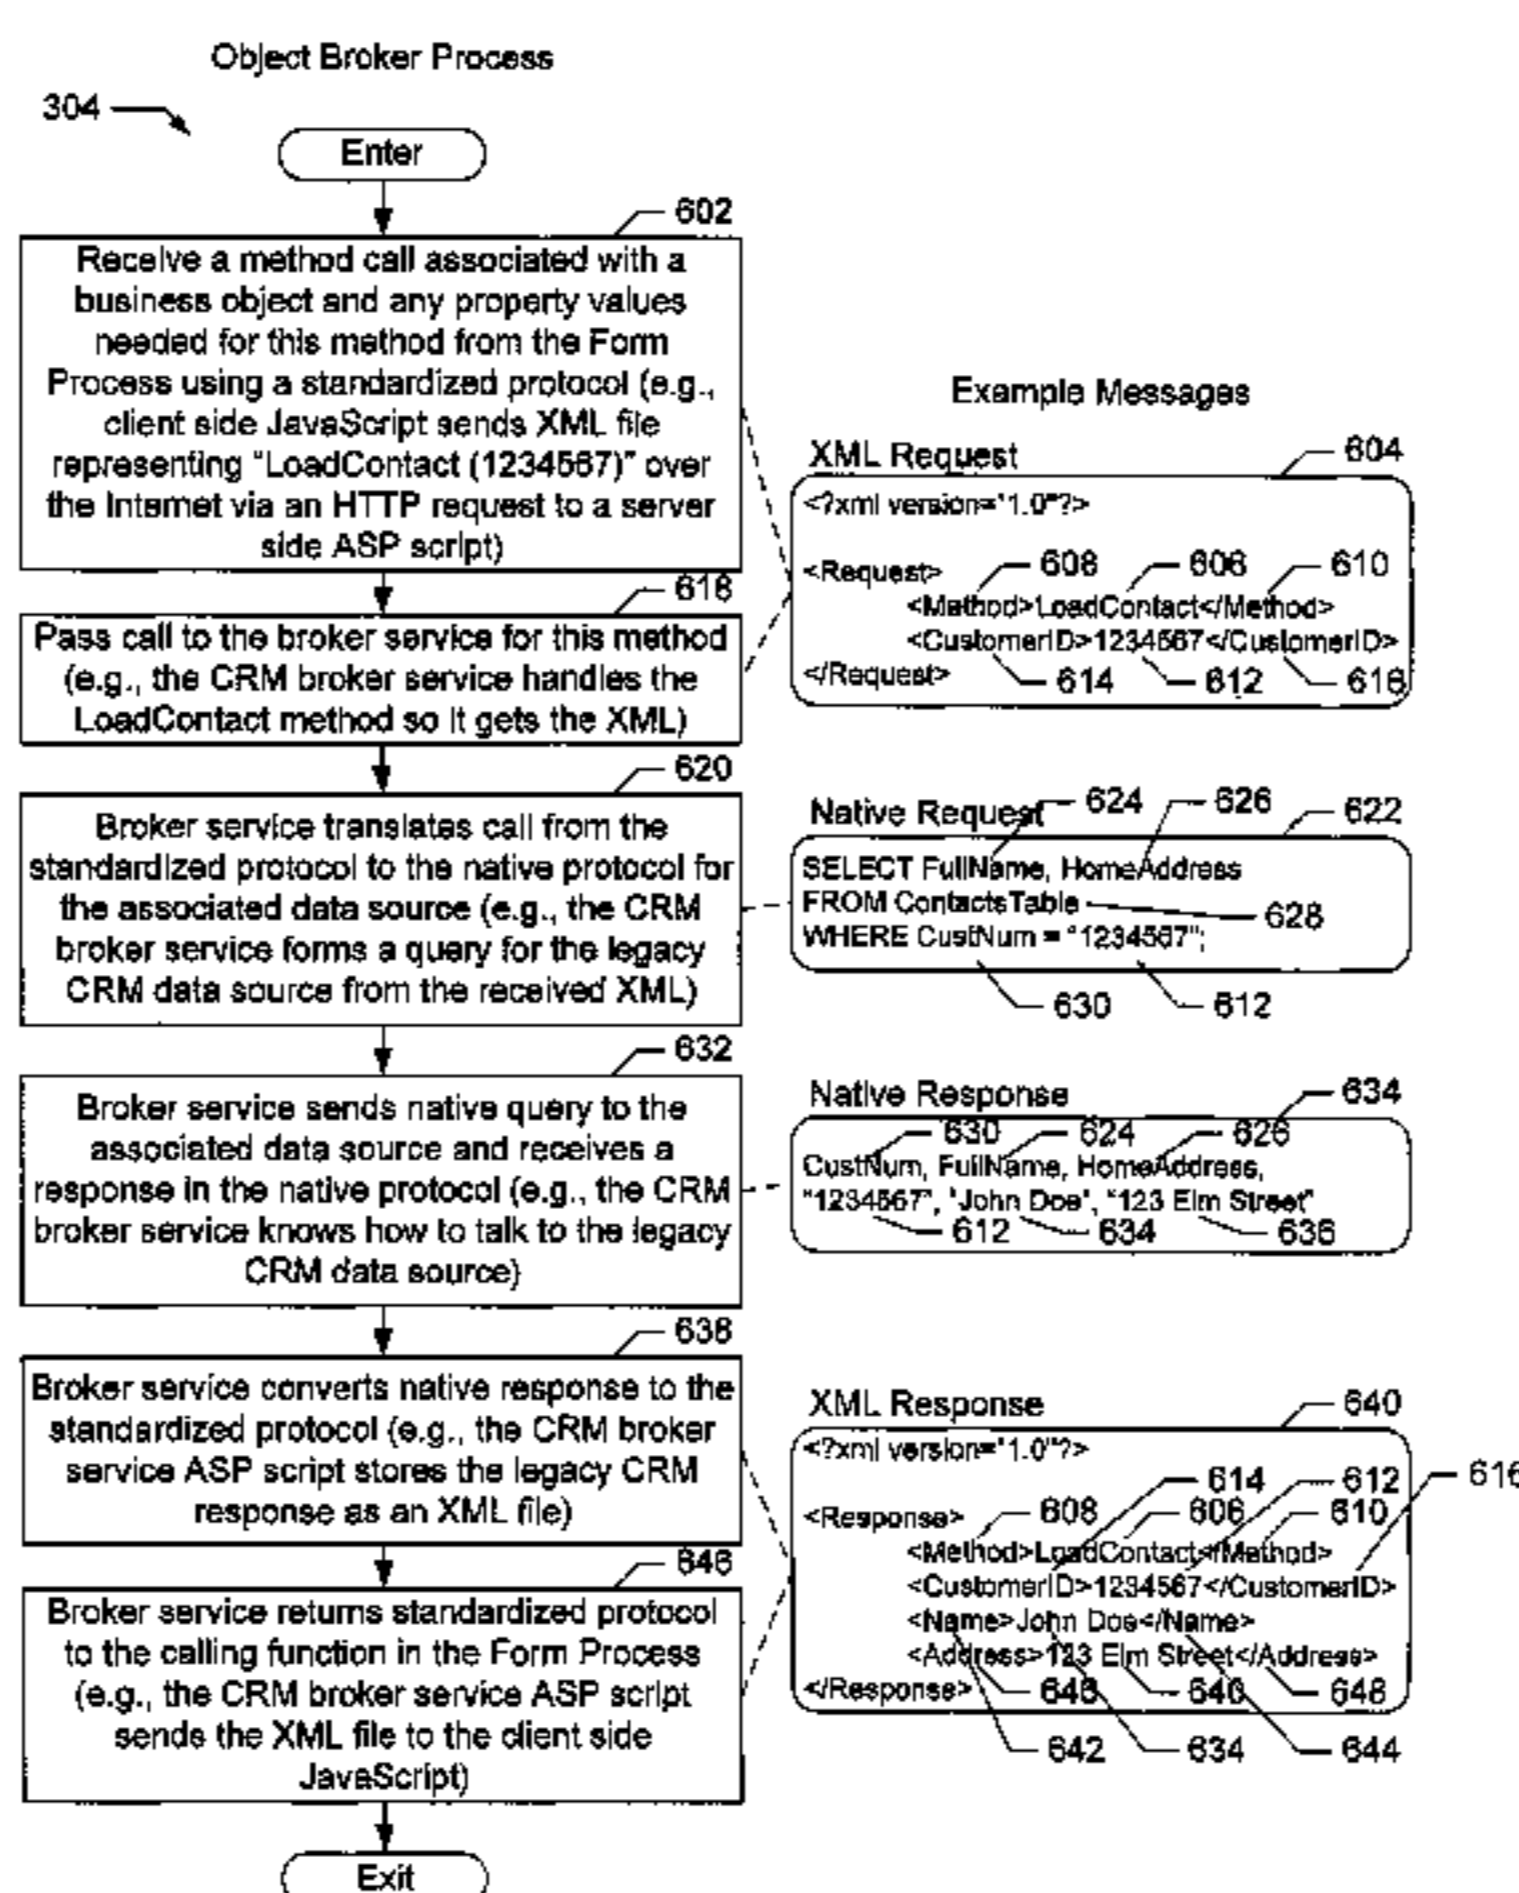 Object Broker Process
304
Enter
602
Receive a method call associated with a
business object and any property values
needed for this method from the Form
Process using a standardized protocol (e.g.,
client side JavaScript sends XML file
representing "LoadContact (1234567)" over
the Internet via an HTTP request to a server
side ASP script)
618
Pass call to the broker service for this method
(e.g., the CRM broker service handles the
LoadContact method so it gets the XML)
620
Broker service translates call from the
standardized protocol to the native protocol for
the associated data source (e.g., the CRM
broker service forms a query for the legacy
CRM data source from the received XML)
632
Broker service sends native query to the
associated data source and receives a
response in the native protocol (e.g., the CRM
broker service knows how to talk to the legacy
CRM data source)
638
Broker service converts native response to the
standardized protocol (e.g., the CRM broker
service ASP script stores the legacy CRM
response as an XML file)
646
Broker service returns standardized protocol
to the calling function in the Form Process
(e.g., the CRM broker service ASP script
sends the XML file to the client side
JavaScript)
Exit
Example Messages
XML Request
604
<?xml version="1.0"?>
<Request>
608 606 610
<Method>LoadContact</Method>
<CustomerID>1234567</CustomerID>
</Request>
614 612 616
Native Request
624 626 622
SELECT FullName, HomeAddress
FROM ContactsTable
628
WHERE CustNum = "1234567";
630 612
Native Response
634
630 624 626
CustNum, FullName, HomeAddress,
"1234567", "John Doe", "123 Elm Street"
612 634 636
XML Response
640
<?xml version="1.0"?>
614 612 616
<Response>
608 606 610
<Method>LoadContact</Method>
<CustomerID>1234567</CustomerID>
<Name>John Doe</Name>
<Address>123 Elm Street</Address>
</Response>
646 640 648
642 634 644